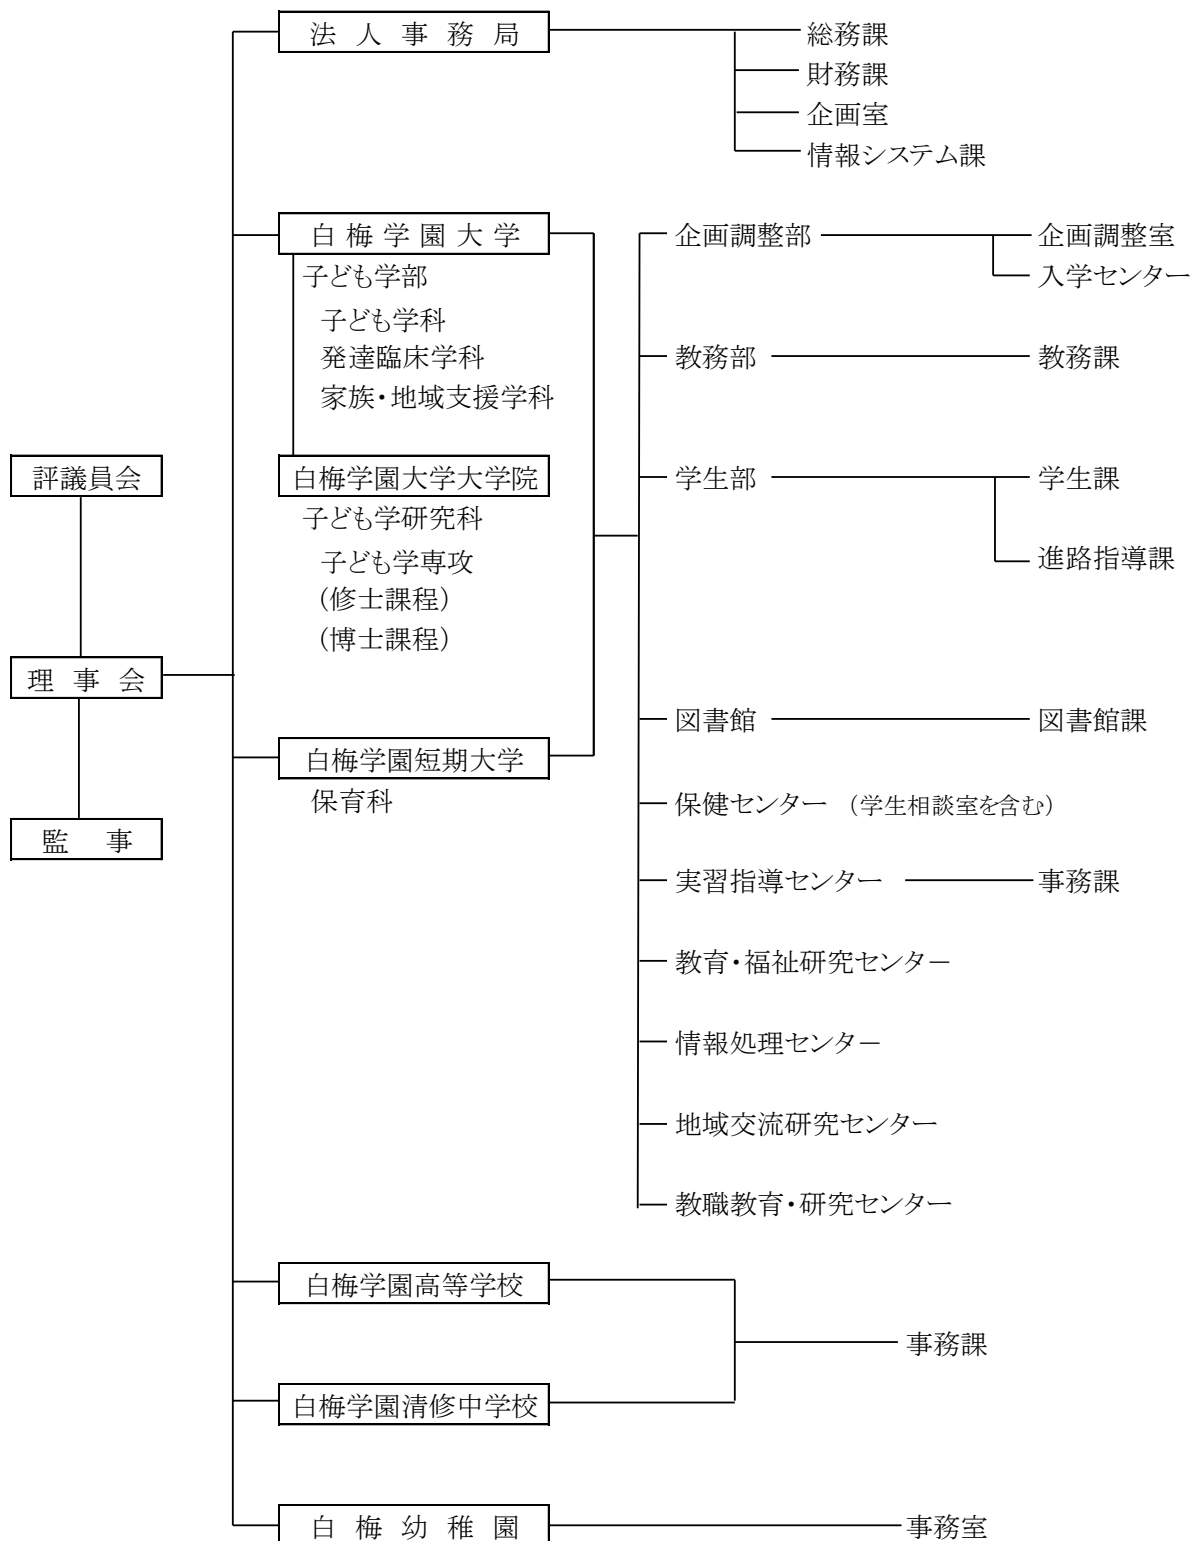 法人事務局
総務課
財務課
企画室
情報システム課
白梅学園大学
子ども学部
子ども学科
発達臨床学科
家族・地域支援学科
白梅学園大学大学院
子ども学研究科
子ども学専攻
(修士課程)
(博士課程)
評議員会
理事会
監事
白梅学園短期大学
保育科
企画調整部
企画調整室
入学センター
教務部
教務課
学生部
学生課
進路指導課
図書館
図書館課
保健センター (学生相談室を含む)
実習指導センター
事務課
教育・福祉研究センター
情報処理センター
地域交流研究センター
教職教育・研究センター
白梅学園高等学校
白梅学園清修中学校
事務課
白梅幼稚園
事務室